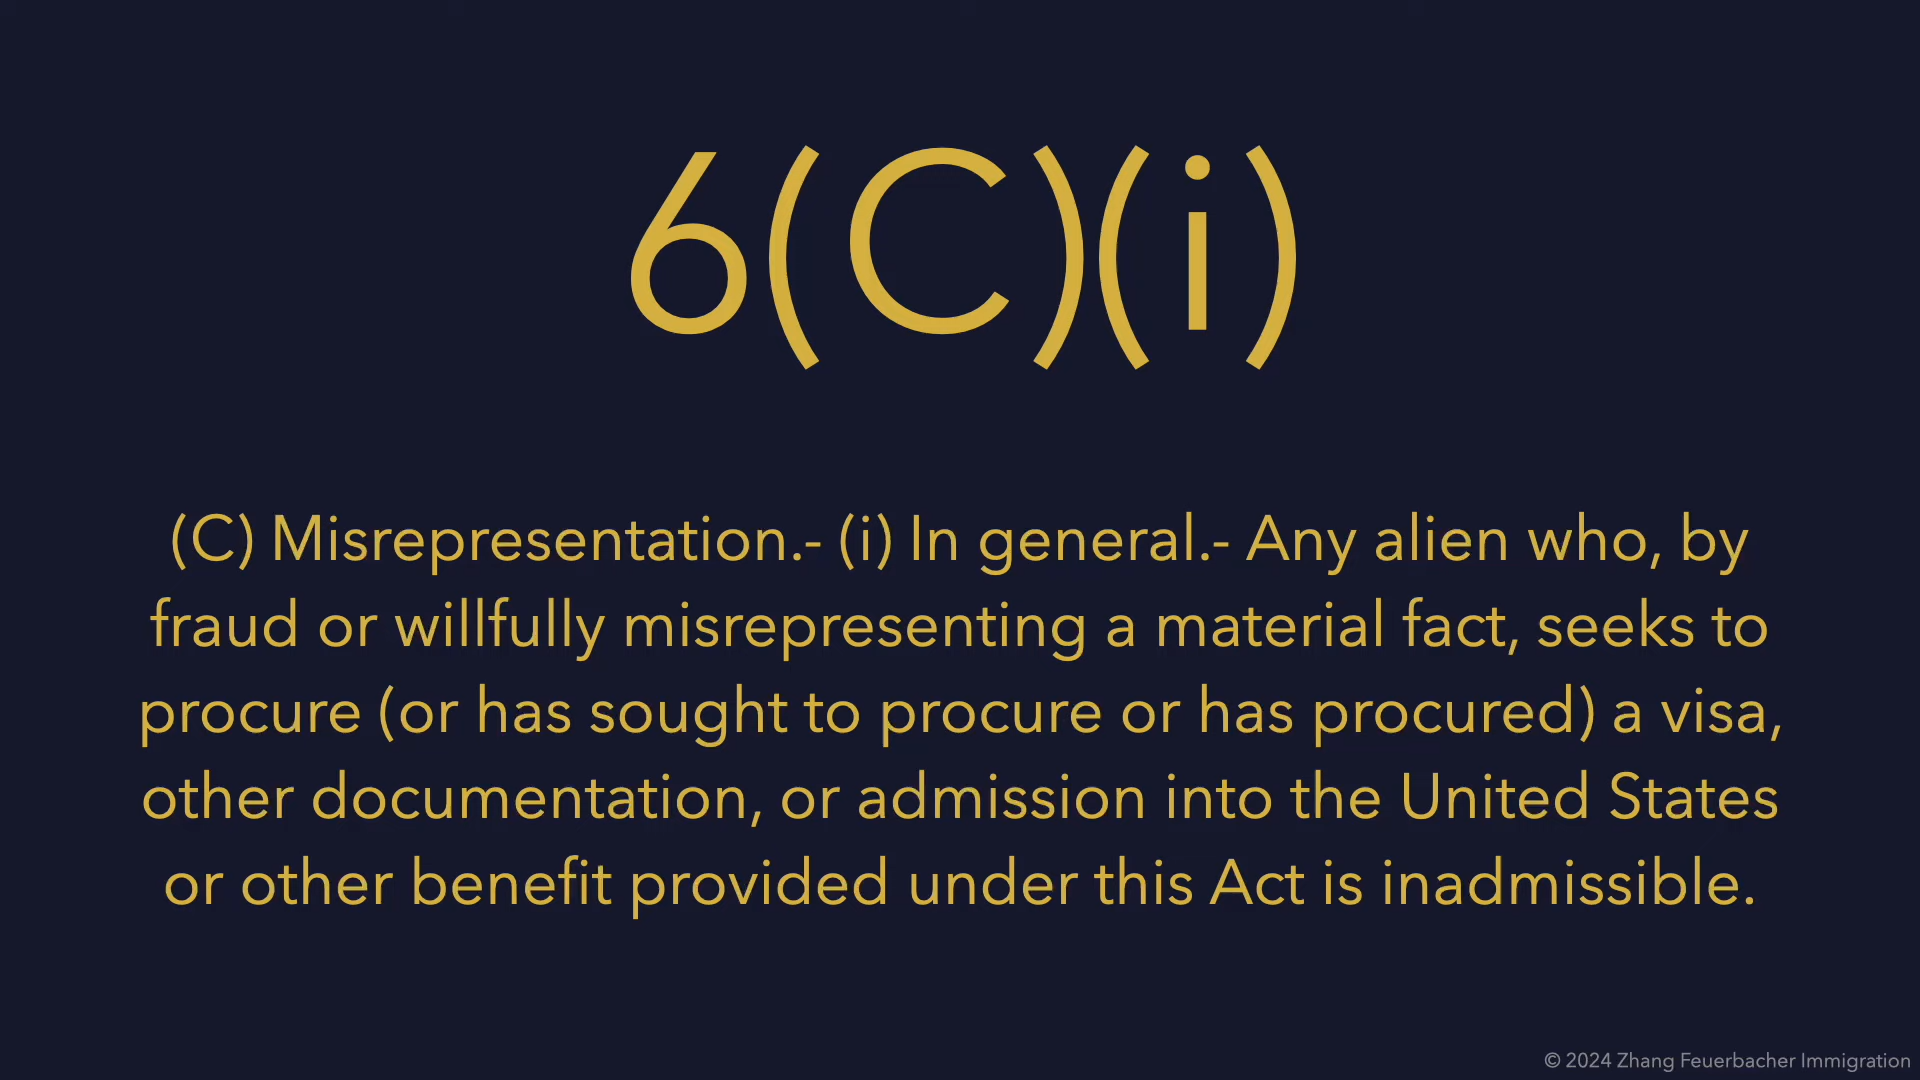 6(C)(i)
(C) Misrepresentation.- (i) In general.- Any alien who, by
fraud or willfully misrepresenting a material fact, seeks to
procure (or has sought to procure or has procured) a visa,
other documentation, or admission into the United States
or other benefit provided under this Act is inadmissible.
© 2024 Zhang Feuerbacher Immigration